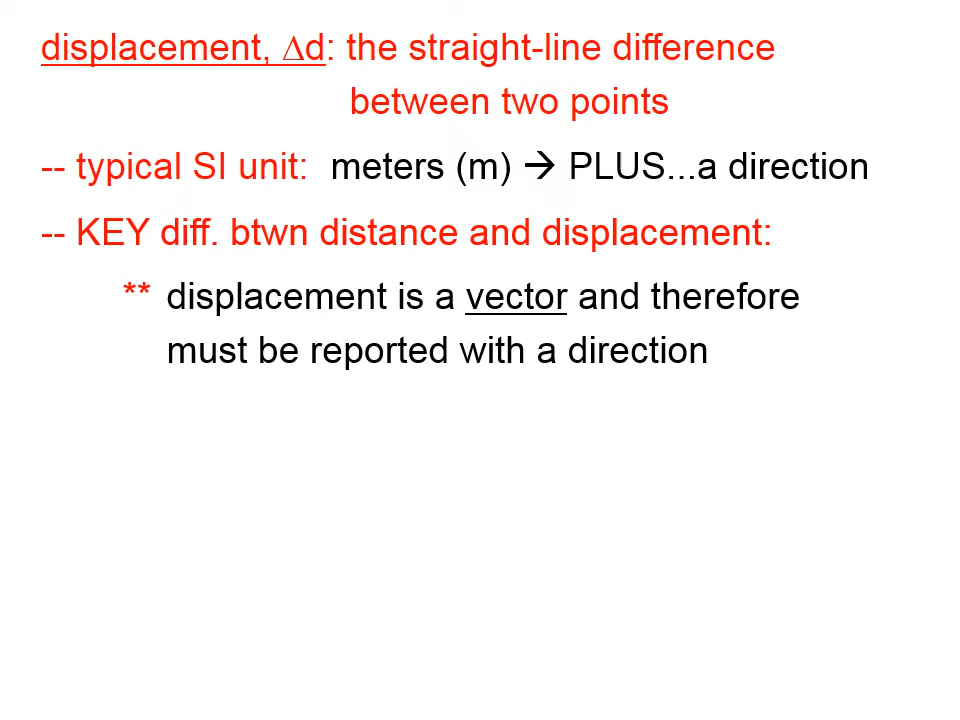 displacement, Δd: the straight-line difference
between two points
-- typical SI unit: meters (m) → PLUS...a direction
-- KEY diff. btwn distance and displacement:
** displacement is a vector and therefore
must be reported with a direction